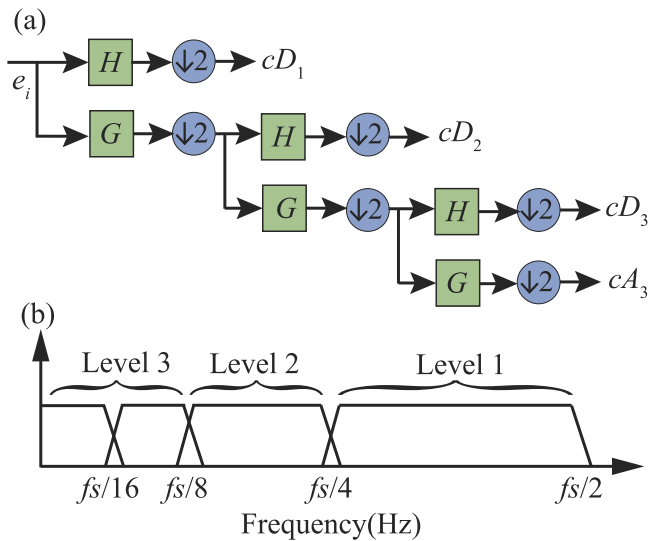 (a)
H ↓2 cD₁
eᵢ
G ↓2 H ↓2 cD₂
G ↓2 H ↓2 cD₃
G ↓2 cA₃
(b)
Level 3 Level 2 Level 1
fs/16 fs/8 fs/4 fs/2
Frequency(Hz)